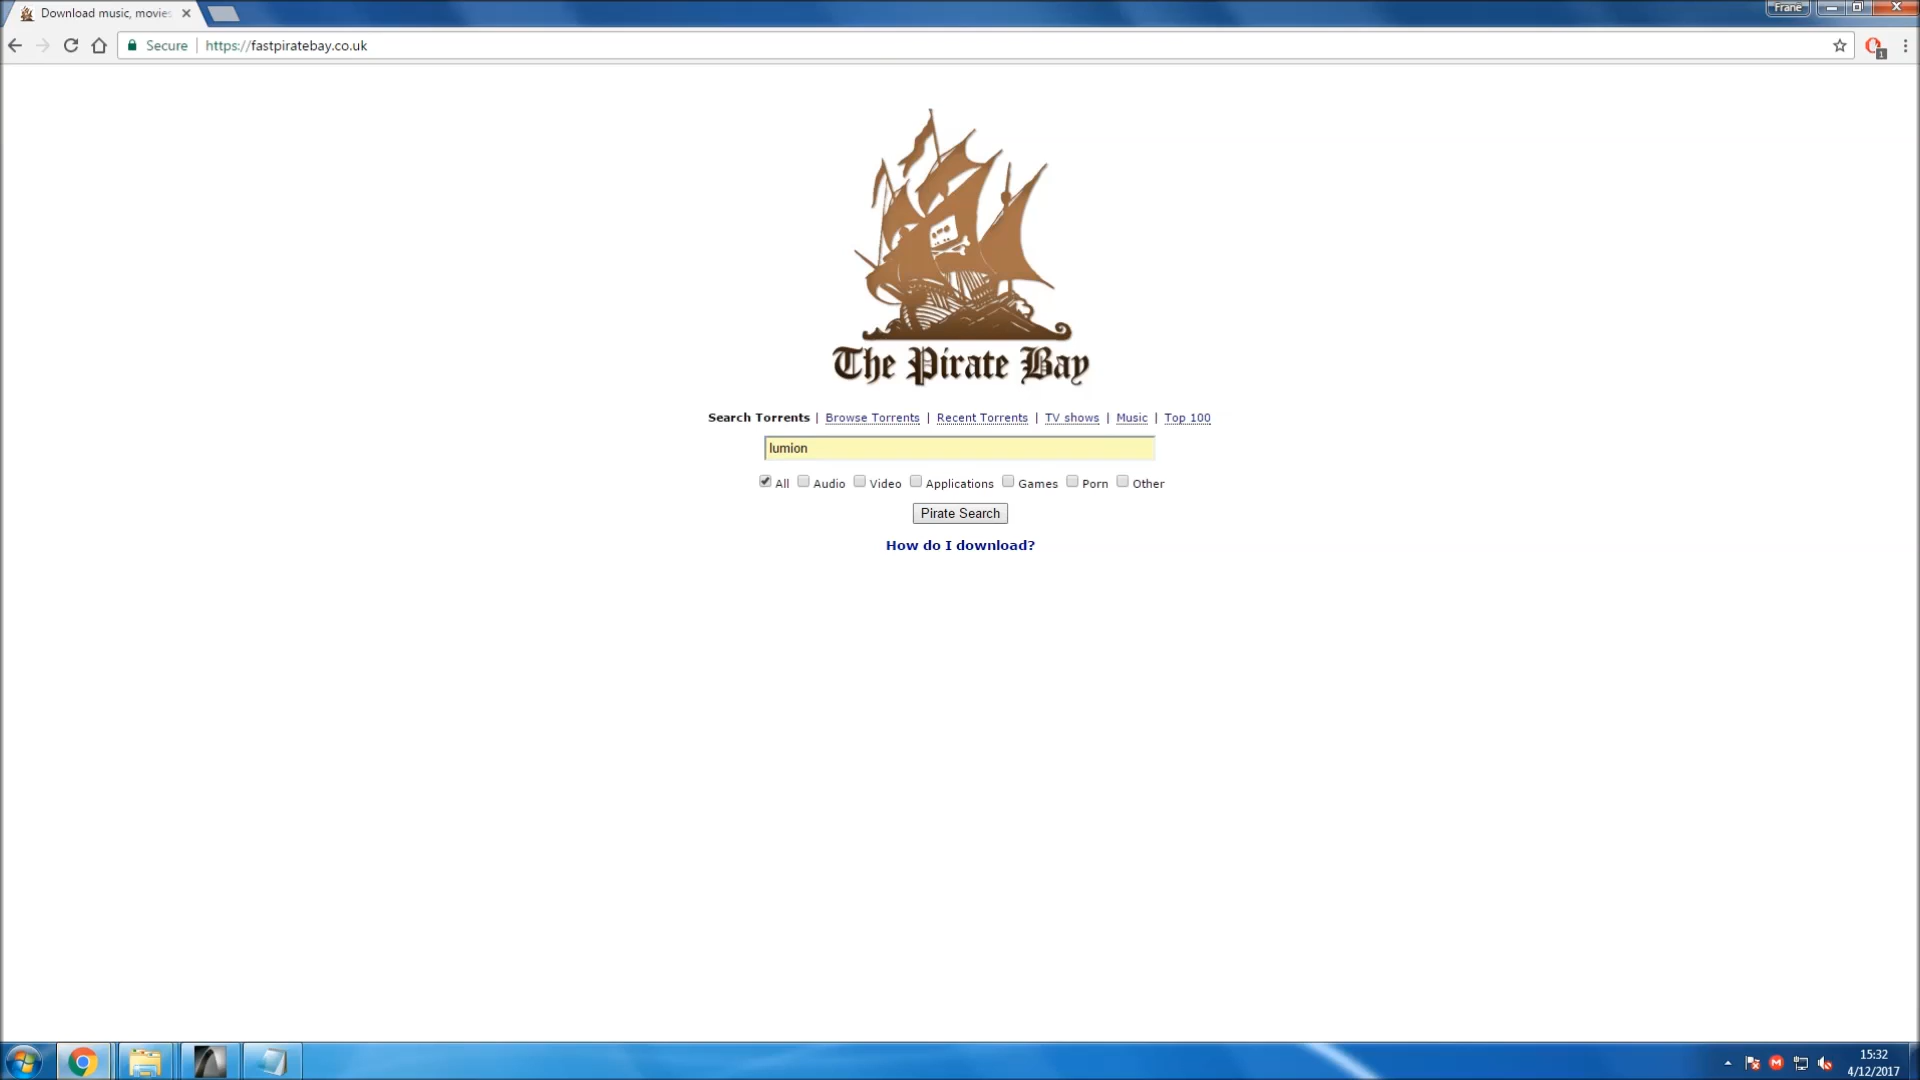 Download music, movies
Frane
Secure | https://fastpiratebay.co.uk
1
The Pirate Bay
Search Torrents | Browse Torrents | Recent Torrents | TV shows | Music | Top 100
lumion
All Audio Video Applications Games Porn Other
Pirate Search
How do I download?
15:32
4/12/2017